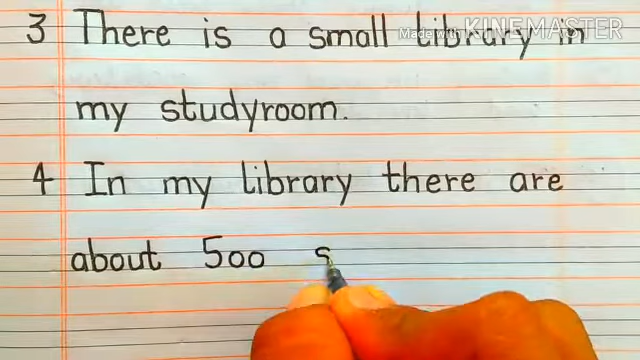 Made with KINEMASTER
3 There is a small library in
my studyroom.
4 In my library there are
about 500 s